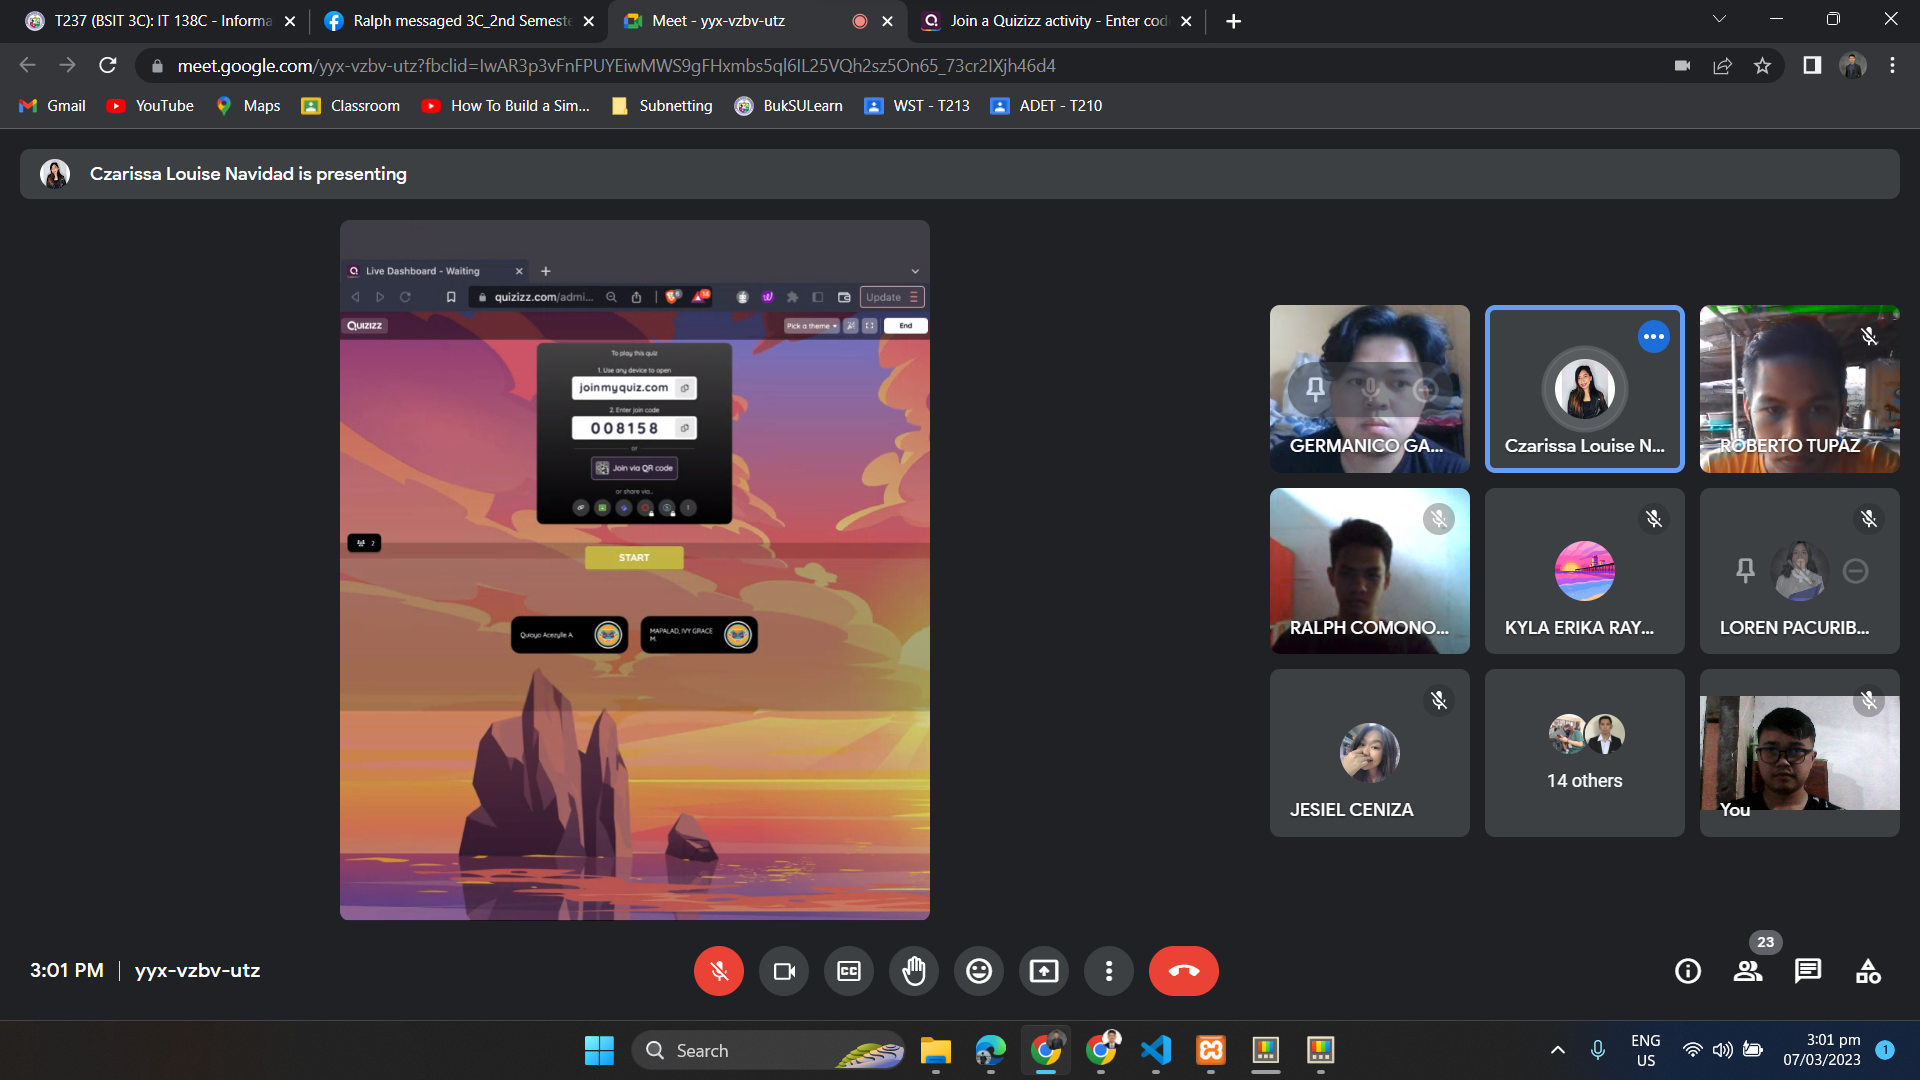 T237 (BSIT 3C): IT 138C - Informa
Ralph messaged 3C_2nd Semeste
Meet - yyx-vzbv-utz
Join a Quizizz activity - Enter cod
meet.google.com/yyx-vzbv-utz?fbclid=IwAR3p3vFnFPUYEiwMWS9gFHxmbs5ql6IL25VQh2sz5On65_73cr2IXjh46d4
Gmail
YouTube
Maps
Classroom
How To Build a Sim...
Subnetting
BukSULearn
WST - T213
ADET - T210
Czarissa Louise Navidad is presenting
Live Dashboard - Waiting
quizizz.com/admi...
Update
QUIZIZZ
Pick a theme
End
To play this quiz
1. Use any device to open
joinmyquiz.com
2. Enter join code
008158
or
Join via QR code
or share via...
2
START
Quiayo Acezylle A.
MAPALAD, IVY GRACE
M
GERMANICO GA...
Czarissa Louise N...
ROBERTO TUPAZ
RALPH COMONO...
KYLA ERIKA RAY...
LOREN PACURIB...
JESIEL CENIZA
14 others
You
3:01 PM
yyx-vzbv-utz
CC
23
Search
ENG
US
3:01 pm
07/03/2023
1